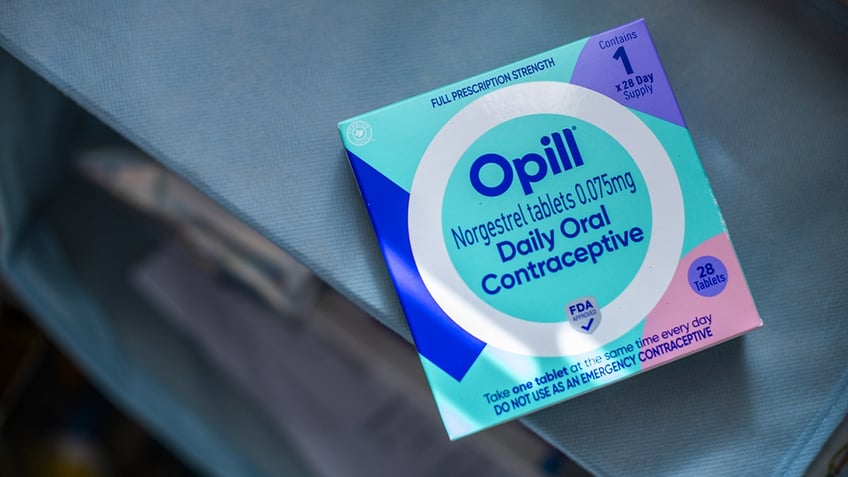 FULL PRESCRIPTION STRENGTH
Contains
1
x 28 Day
Supply
Opill®
Norgestrel tablets 0.075mg
Daily Oral
Contraceptive
28
Tablets
FDA
APPROVED
Take one tablet at the same time every day
DO NOT USE AS AN EMERGENCY CONTRACEPTIVE